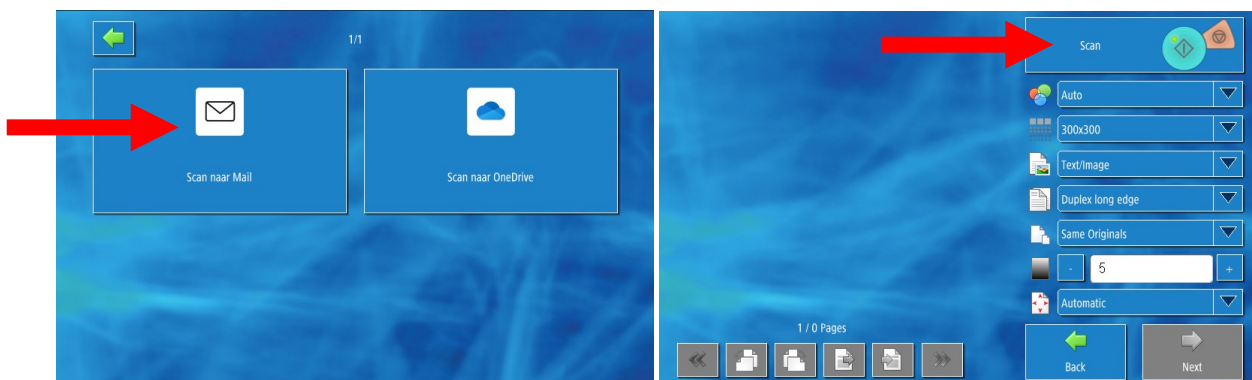 1/1
Scan naar Mail
Scan naar OneDrive
Scan
Auto
300x300
Text/Image
Duplex long edge
Same Originals
- 5 +
Automatic
1 / 0 Pages
Back
Next